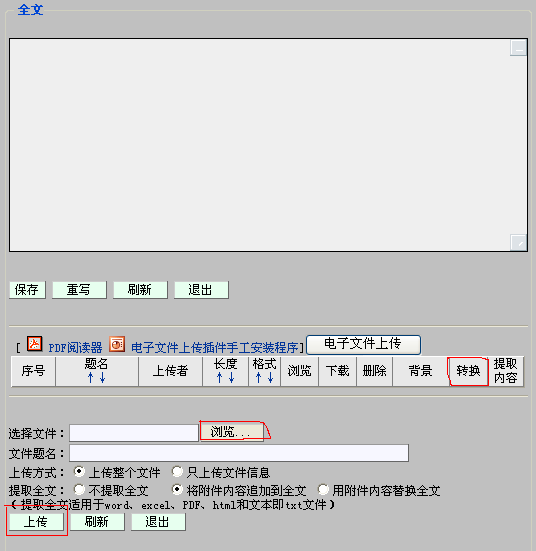 全文
保存 重写 刷新 退出
[ PDF阅读器 电子文件上传插件手工安装程序] 电子文件上传
序号 题名 ↑↓ 上传者 长度 ↑↓ 格式 ↑↓ 浏览 下载 删除 背景 转换 提取内容
选择文件： 浏览...
文件题名：
上传方式： 上传整个文件 只上传文件信息
提取全文： 不提取全文 将附件内容追加到全文 用附件内容替换全文
（提取全文适用于word、excel、PDF、html和文本即txt文件）
上传 刷新 退出